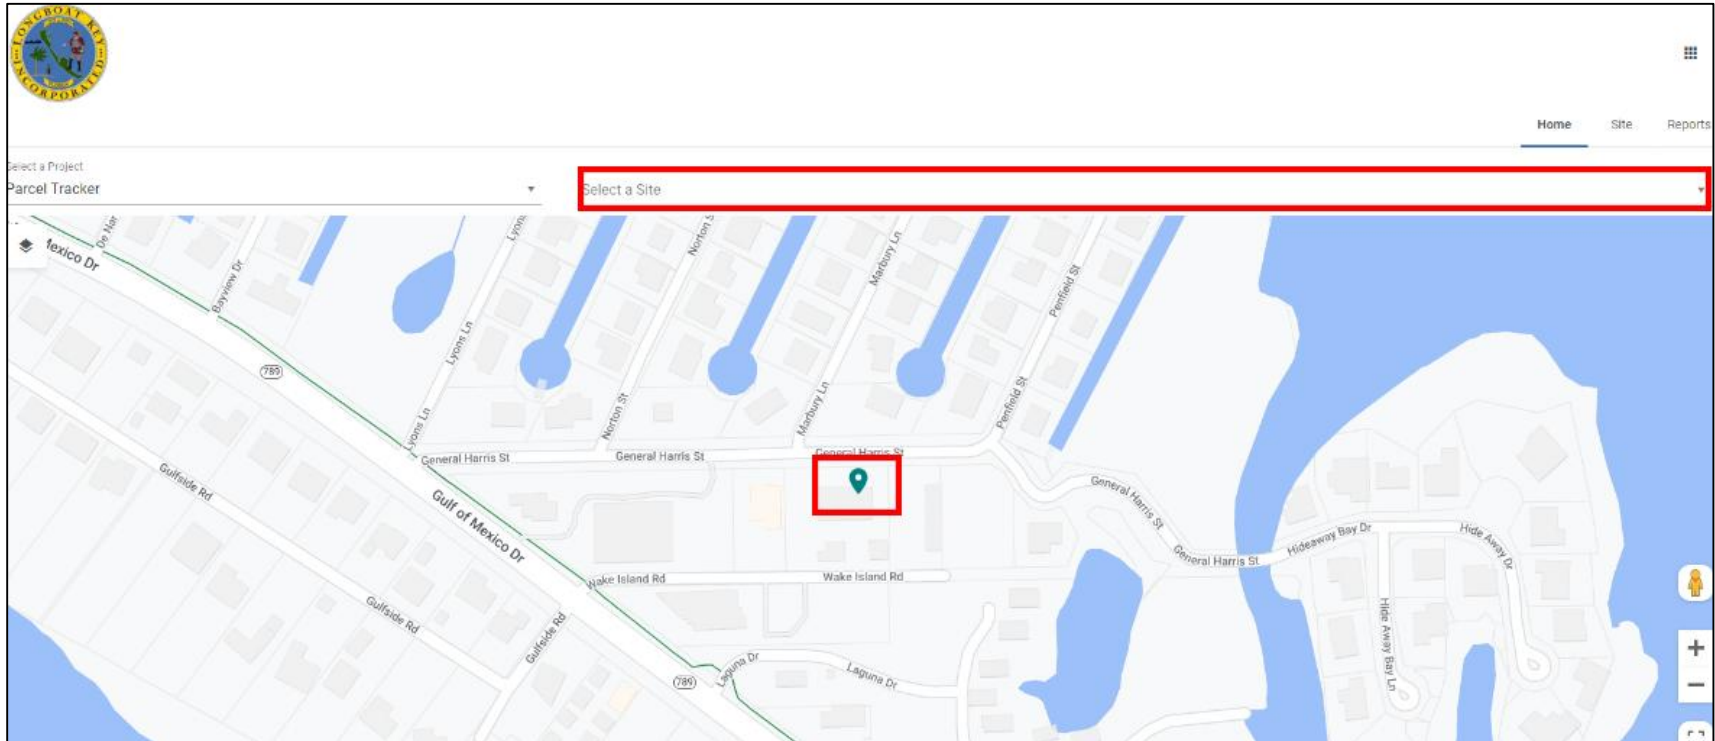 LONGBOAT KEY
INCORPORATED
Home Site Reports
Select a Project
Parcel Tracker
Select a Site
Mexico Dr
De Nar
Bayview Dr
Lyons
Norton S
Marbury Ln
Penfield St
Lyons Ln
789
Lyons Ln
Norton St
Marbury Ln
Penfield St
General Harris St
General Harris St
General Harris St
Gulfside Rd
Gulf of Mexico Dr
General Harris St
General Harris St
Hideaway Bay Dr
Hide Away Dr
Wake Island Rd
Wake Island Rd
Gulfside Rd
Gulfside Rd
Hide Away Bay Ln
Laguna Dr
Laguna Dr
789